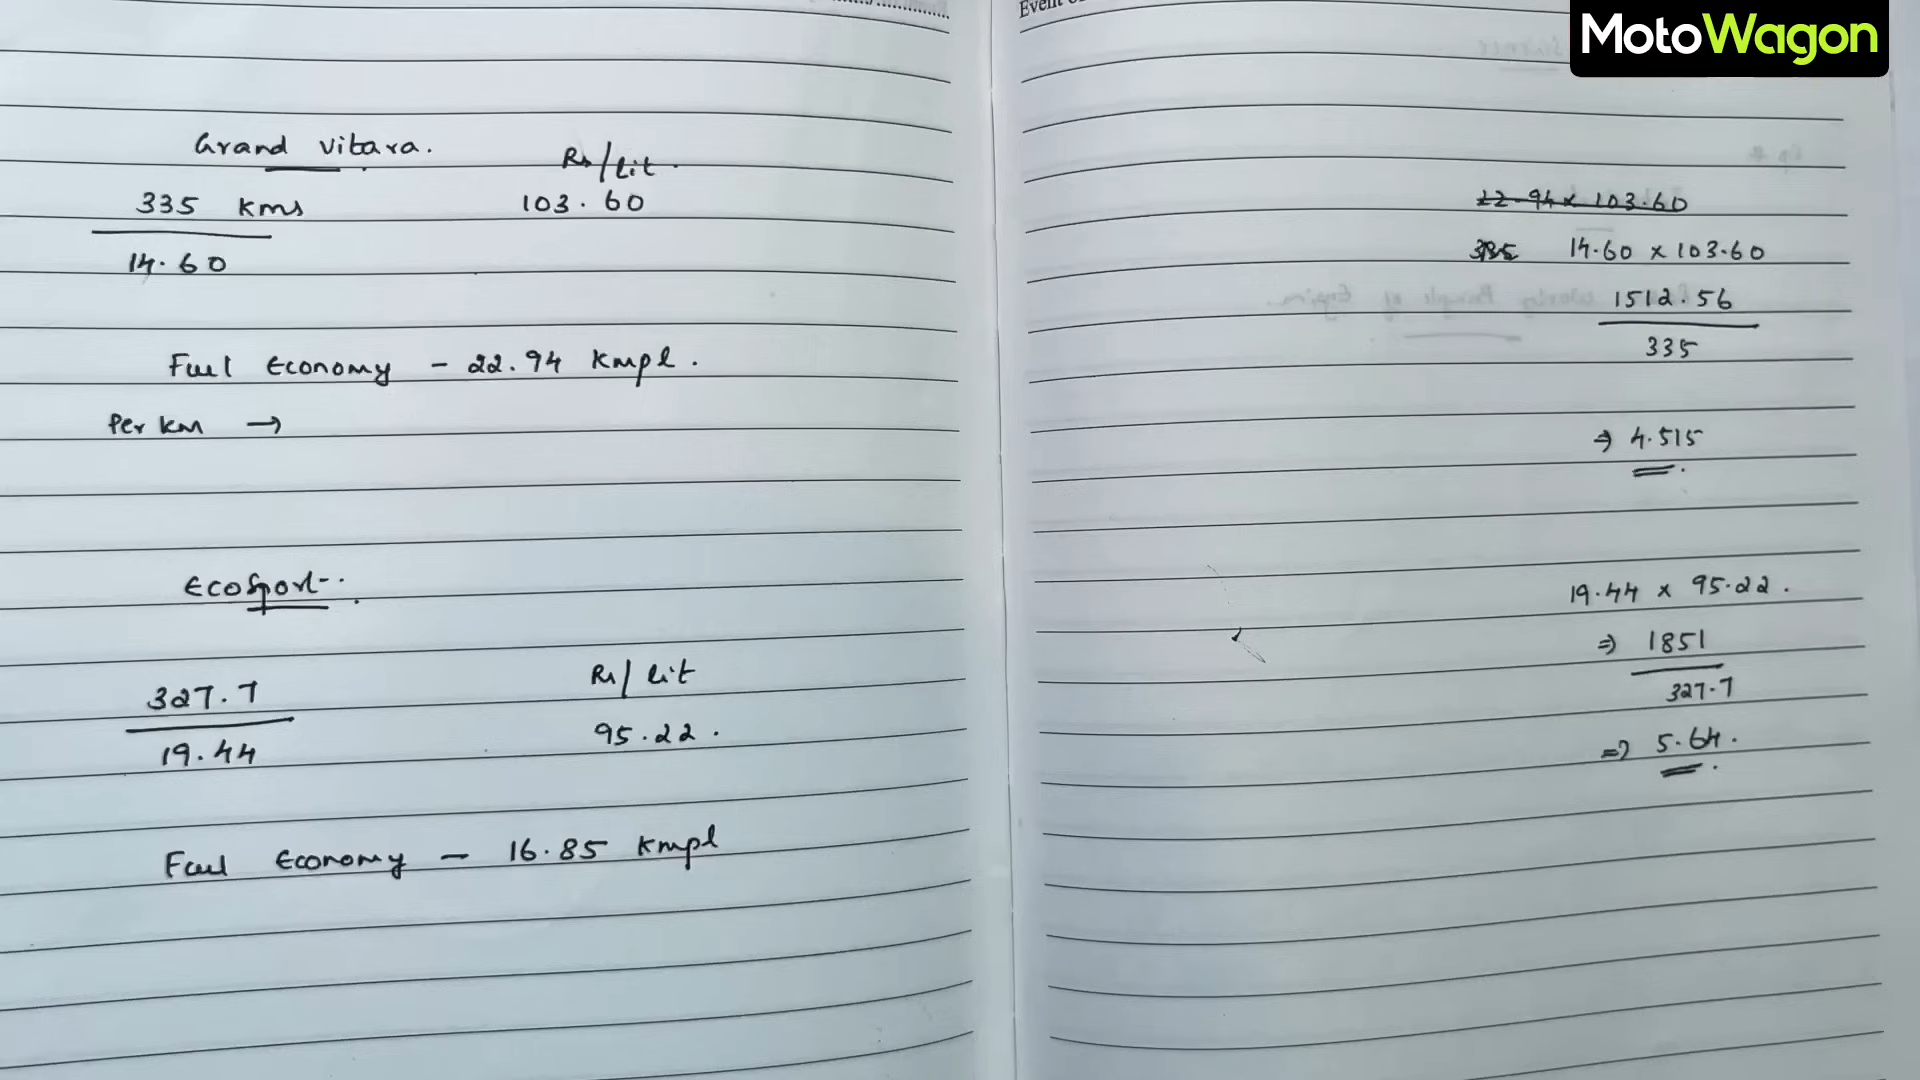 Event
MotoWagon
Grand Vitara.
Rs/lit.
335 Kms
103.60
14.60
Fuel Economy - 22.94 Kmpl.
Per KM →
EcoSport.
327.7
Rs/lit
19.44
95.22.
Fuel Economy - 16.85 Kmpl
22.94 x 103.60
335 14.60 x 103.60
1512.56
335
⇒ 4.515
19.44 x 95.22.
⇒ 1851
327.7
⇒ 5.64.